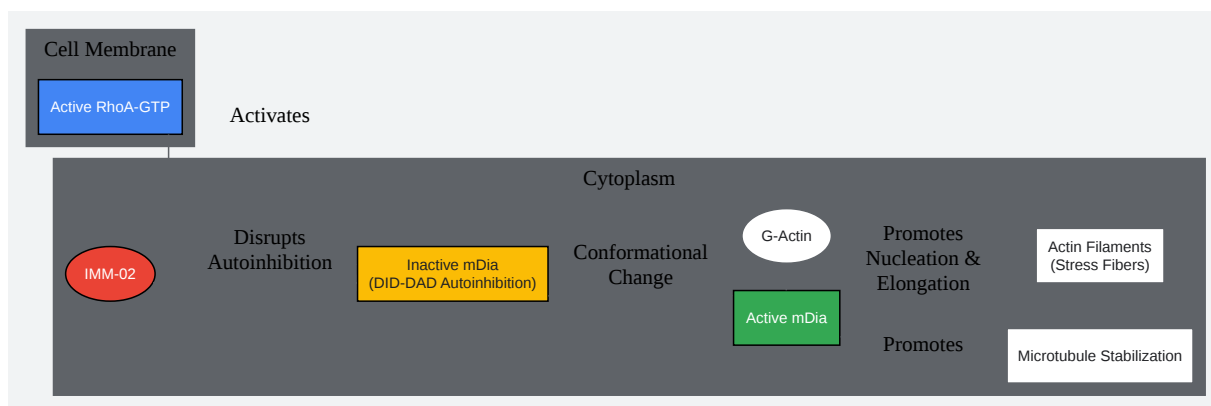 Cell Membrane
Active RhoA-GTP
Activates
Cytoplasm
IMM-02
Disrupts
Autoinhibition
Inactive mDia
(DID-DAD Autoinhibition)
Conformational
Change
G-Actin
Active mDia
Promotes
Nucleation &
Elongation
Promotes
Actin Filaments
(Stress Fibers)
Microtubule Stabilization